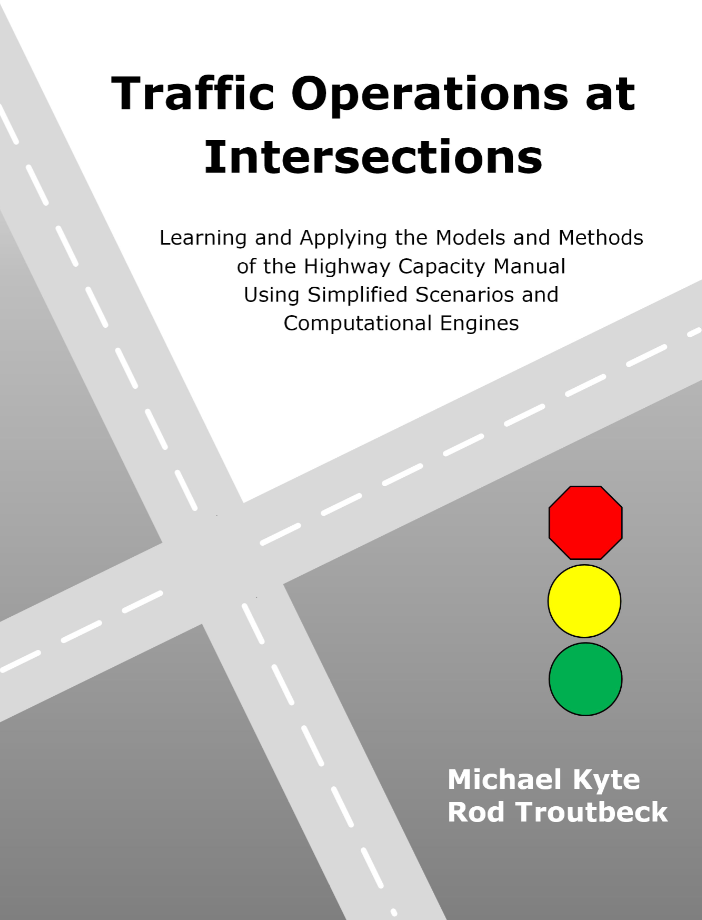 Traffic Operations at
Intersections
Learning and Applying the Models and Methods
of the Highway Capacity Manual
Using Simplified Scenarios and
Computational Engines
Michael Kyte
Rod Troutbeck